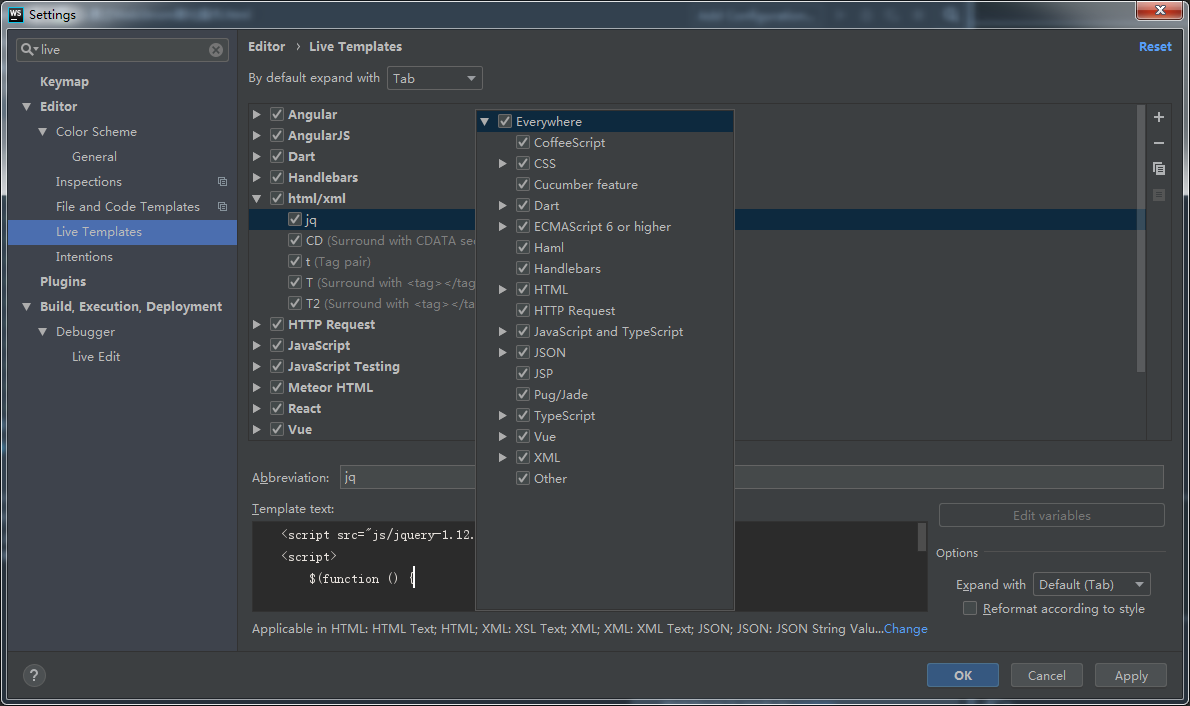 WS Settings
live
Keymap
Editor
Color Scheme
General
Inspections
File and Code Templates
Live Templates
Intentions
Plugins
Build, Execution, Deployment
Debugger
Live Edit
Editor › Live Templates
Reset
By default expand with Tab
Angular
AngularJS
Dart
Handlebars
html/xml
jq
CD (Surround with CDATA sec
t (Tag pair)
T (Surround with <tag></tag
T2 (Surround with <tag></ta
HTTP Request
JavaScript
JavaScript Testing
Meteor HTML
React
Vue
Everywhere
CoffeeScript
CSS
Cucumber feature
Dart
ECMAScript 6 or higher
Haml
Handlebars
HTML
HTTP Request
JavaScript and TypeScript
JSON
JSP
Pug/Jade
TypeScript
Vue
XML
Other
Abbreviation: jq
Template text:
<script src="js/jquery-1.12.
<script>
$(function () {
Edit variables
Options
Expand with Default (Tab)
Reformat according to style
Applicable in HTML: HTML Text; HTML; XML: XSL Text; XML; XML: XML Text; JSON; JSON: JSON String Valu...Change
?
OK
Cancel
Apply